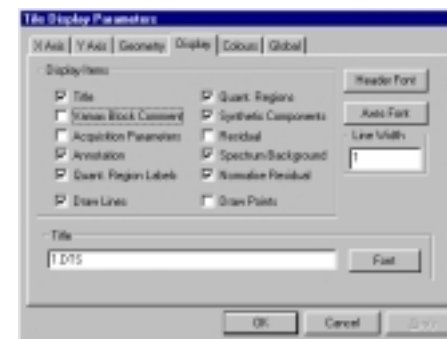 Tile Display Parameters
X Axis Y Axis Geometry Display Colours Global
Display Items
Title Quant. Regions Header Font
Vamas Block Comment Synthetic Components
Acquisition Parameters Residual Axes Font
Annotation Spectrum Background Line Width
Quant. Region Labels Normalise Residual 1
Draw Lines Draw Points
Title
1.DTS Font
OK Cancel Apply